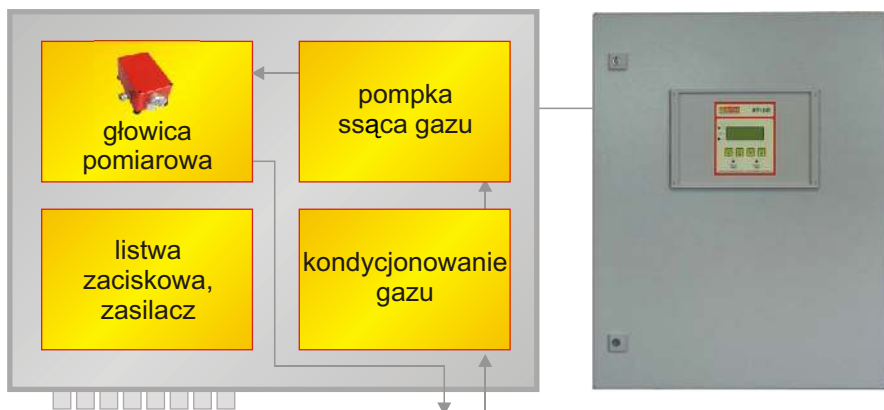 głowica
pomiarowa
pompka
ssąca gazu
listwa
zaciskowa,
zasilacz
kondycjonowanie
gazu